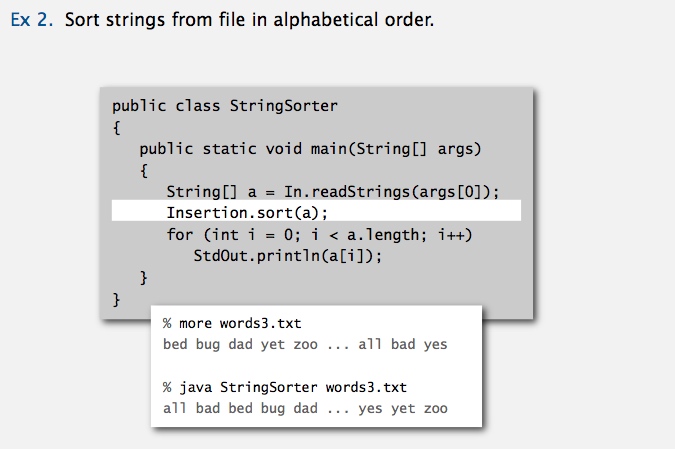 Ex 2. Sort strings from file in alphabetical order.
public class StringSorter
{
public static void main(String[] args)
{
String[] a = In.readStrings(args[0]);
Insertion.sort(a);
for (int i = 0; i < a.length; i++)
StdOut.println(a[i]);
}
}
% more words3.txt
bed bug dad yet zoo ... all bad yes
% java StringSorter words3.txt
all bad bed bug dad ... yes yet zoo